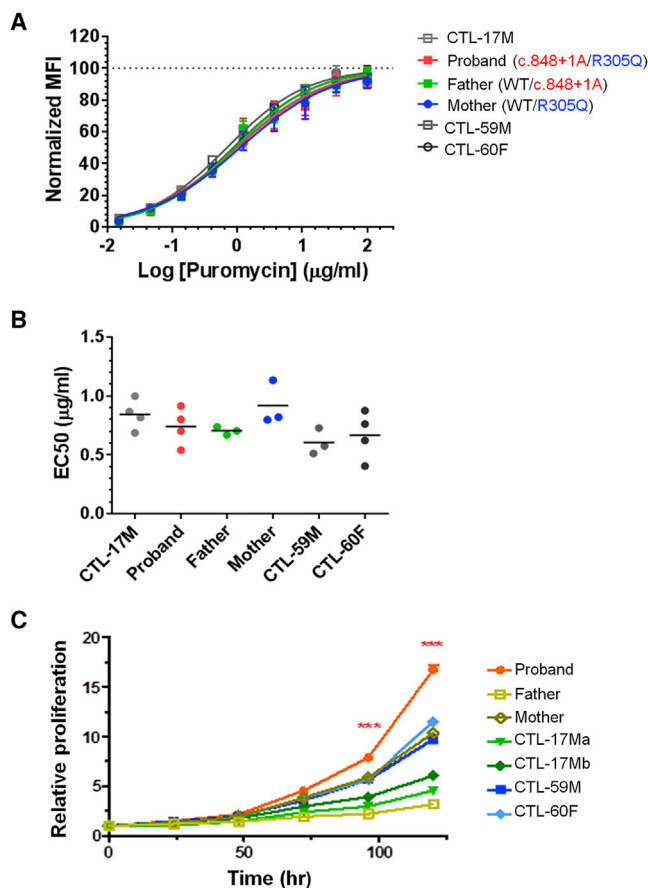 A
Normalized MFI
120
100
80
60
40
20
0
-2
-1
0
1
2
Log [Puromycin] (µg/ml)
CTL-17M
Proband (c.848+1A/R305Q)
Father (WT/c.848+1A)
Mother (WT/R305Q)
CTL-59M
CTL-60F
B
EC50 (µg/ml)
1.5
1.0
0.5
0.0
CTL-17M
Proband
Father
Mother
CTL-59M
CTL-60F
C
Relative proliferation
20
15
10
5
0
0
50
100
Time (hr)
***
***
Proband
Father
Mother
CTL-17Ma
CTL-17Mb
CTL-59M
CTL-60F